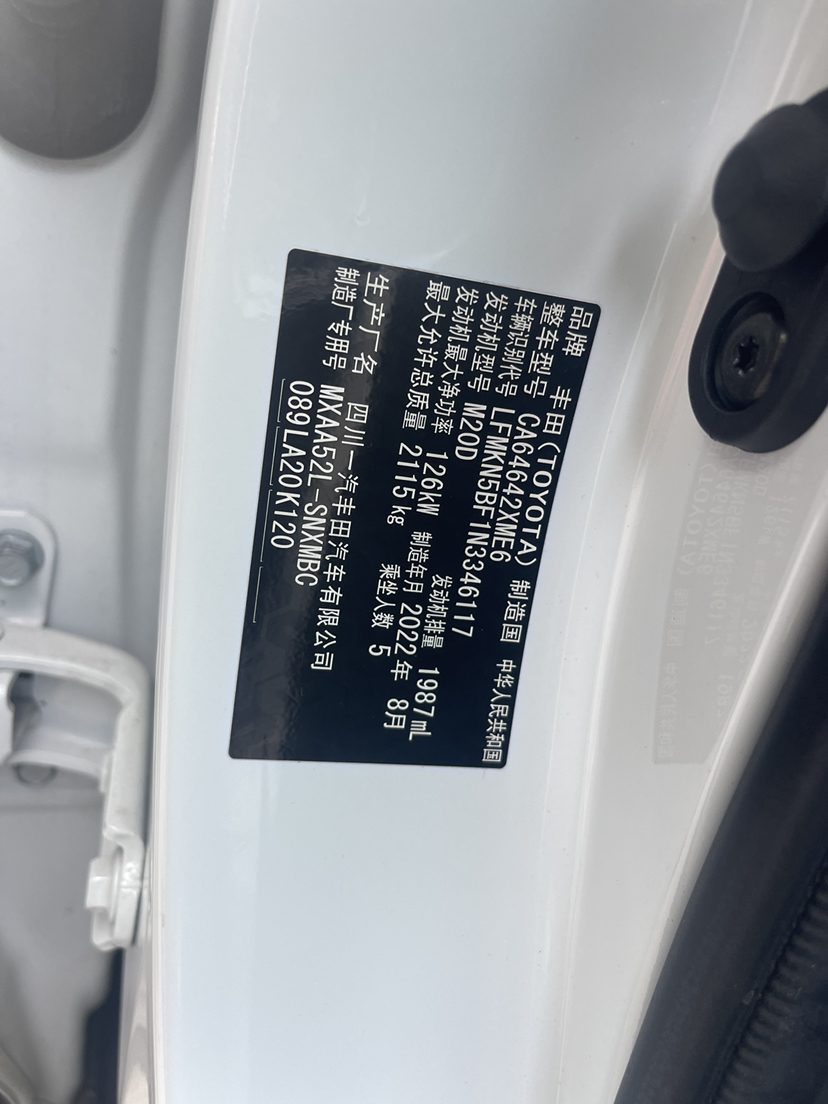 品牌 丰田(TOYOTA) 制造国 中华人民共和国
整车型号 CA64642XME6
车辆识别代号 LFMKN5BF1N3346117
发动机型号 M20D 发动机排量 1987mL
发动机最大净功率 126kW 制造年月 2022年 8月
最大允许总质量 2115kg 乘坐人数 5
生产厂名 四川一汽丰田汽车有限公司
制造厂专用号 MXAA52L-SNXMBC
089 LA20 K120